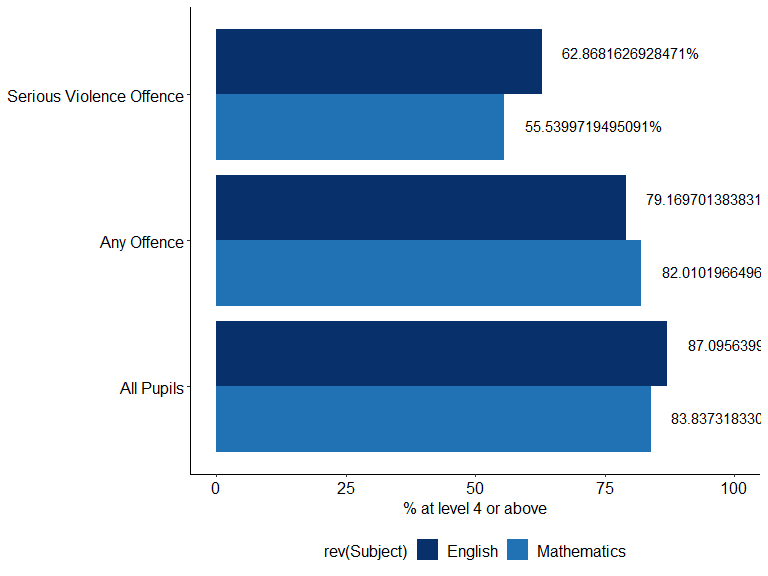 62.8681626928471%
Serious Violence Offence
55.5399719495091%
79.169701383831
Any Offence
82.0101966496
87.0956399
All Pupils
83.837318330
0 25 50 75 100
% at level 4 or above
rev(Subject) English Mathematics